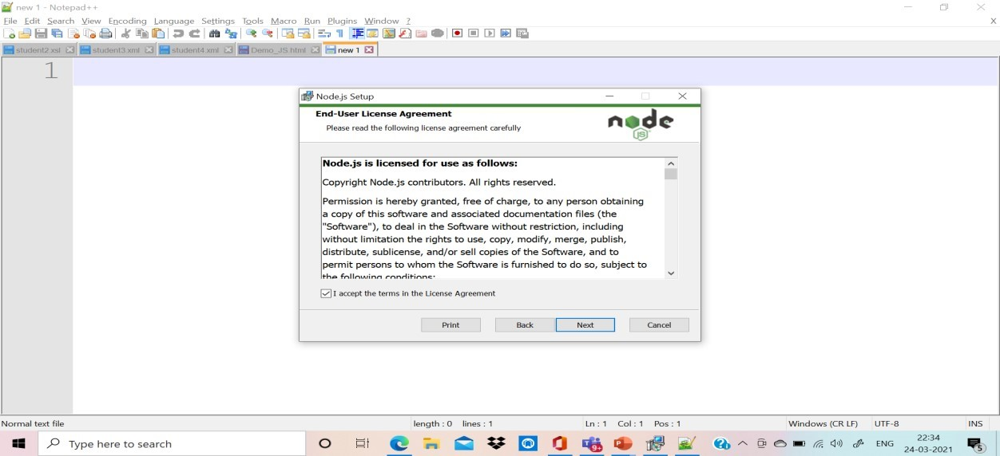 new 1 - Notepad++
File Edit Search View Encoding Language Settings Tools Macro Run Plugins Window ?
X
student2.xsl student3.xml student4.xml Demo_JS.html new 1
1
Node.js Setup
End-User License Agreement
Please read the following license agreement carefully
node
JS
Node.js is licensed for use as follows:
Copyright Node.js contributors. All rights reserved.
Permission is hereby granted, free of charge, to any person obtaining
a copy of this software and associated documentation files (the
"Software"), to deal in the Software without restriction, including
without limitation the rights to use, copy, modify, merge, publish,
distribute, sublicense, and/or sell copies of the Software, and to
permit persons to whom the Software is furnished to do so, subject to
the following conditions:
I accept the terms in the License Agreement
Print Back Next Cancel
Normal text file length : 0 lines : 1 Ln : 1 Col : 1 Pos : 1 Windows (CR LF) UTF-8 INS
Type here to search 9+ ENG 22:34
24-03-2021 5